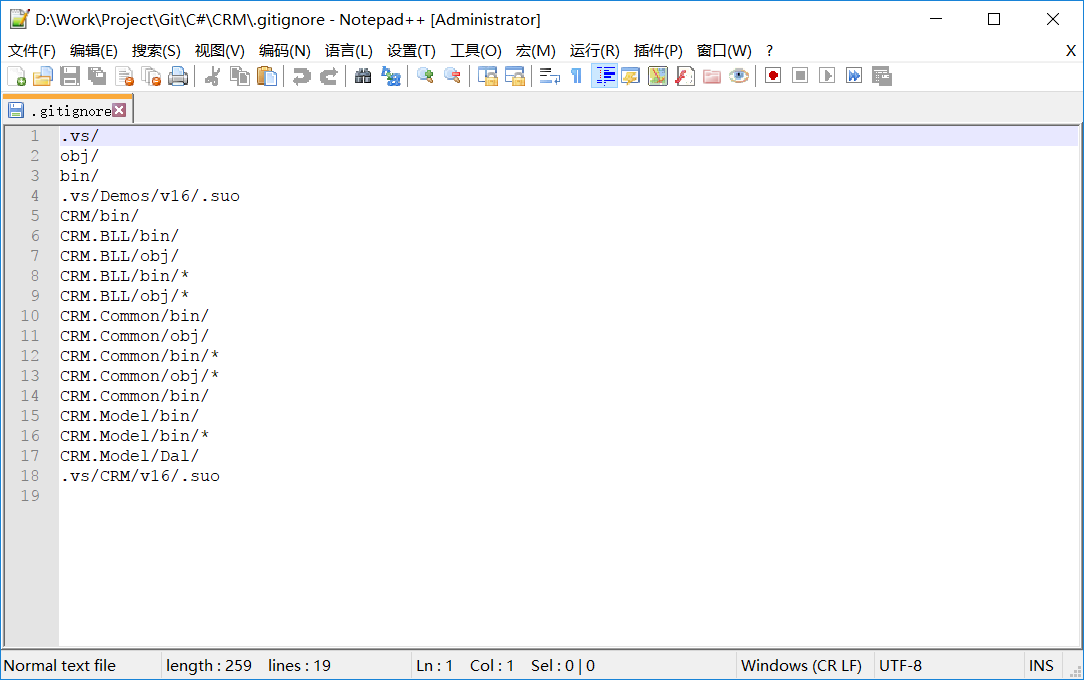 D:\Work\Project\Git\C#\CRM\.gitignore - Notepad++ [Administrator]
文件(F) 编辑(E) 搜索(S) 视图(V) 编码(N) 语言(L) 设置(T) 工具(O) 宏(M) 运行(R) 插件(P) 窗口(W) ? X
.gitignore
1 .vs/
2 obj/
3 bin/
4 .vs/Demos/v16/.suo
5 CRM/bin/
6 CRM.BLL/bin/
7 CRM.BLL/obj/
8 CRM.BLL/bin/*
9 CRM.BLL/obj/*
10 CRM.Common/bin/
11 CRM.Common/obj/
12 CRM.Common/bin/*
13 CRM.Common/obj/*
14 CRM.Common/bin/
15 CRM.Model/bin/
16 CRM.Model/bin/*
17 CRM.Model/Dal/
18 .vs/CRM/v16/.suo
19
Normal text file length : 259 lines : 19 Ln : 1 Col : 1 Sel : 0 | 0 Windows (CR LF) UTF-8 INS